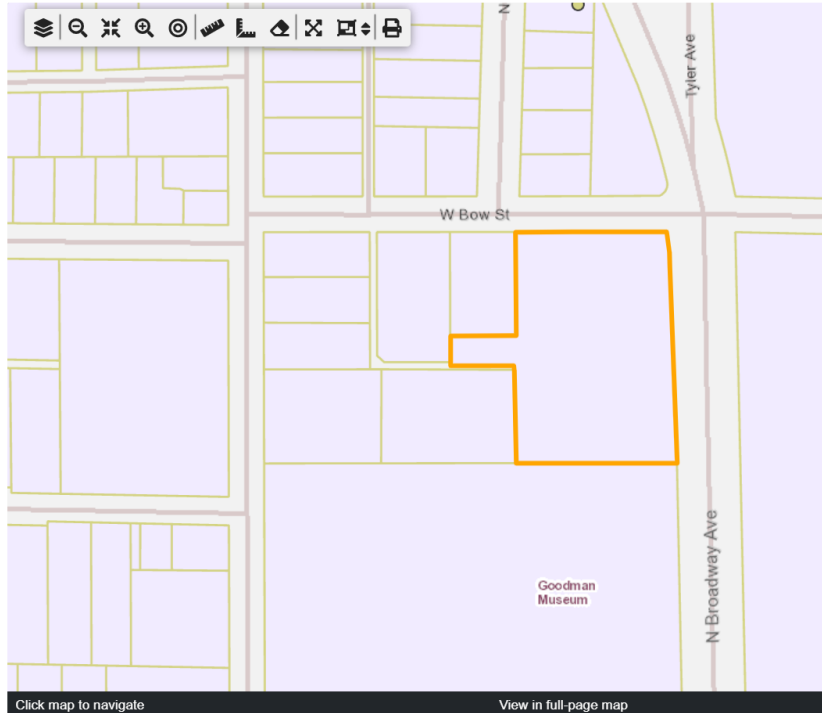 N
Tyler Ave
W Bow St
Goodman
Museum
N Broadway Ave
Click map to navigate
View in full-page map